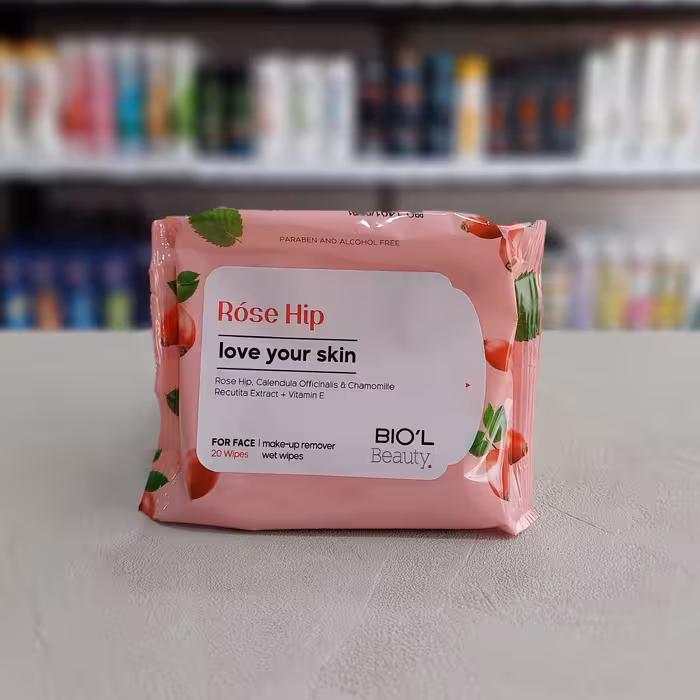 PARABEN AND ALCOHOL FREE
Róse Hip
love your skin
Rose Hip, Calendula Officinalis & Chamomille
Recutita Extract + Vitamin E
FOR FACE | make-up remover
20 Wipes wet wipes
BIO'L
Beauty.